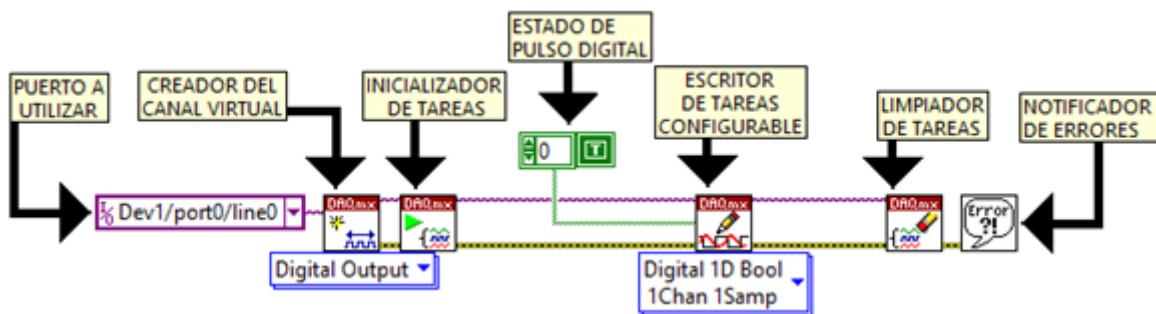 ESTADO DE
PULSO DIGITAL
PUERTO A
UTILIZAR
CREADOR DEL
CANAL VIRTUAL
INICIALIZADOR
DE TAREAS
ESCRITOR
DE TAREAS
CONFIGURABLE
LIMPIADOR
DE TAREAS
NOTIFICADOR
DE ERRORES
0
T
I/O Dev1/port0/line0
DAQmx
DAQmx
DAQmx
DAQmx
Error
?!
Digital Output
Digital 1D Bool
1Chan 1Samp